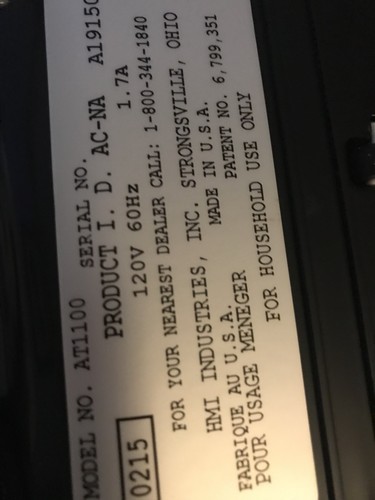 MODEL NO. AT1100 SERIAL NO.
PRODUCT I. D. AC-NA A1915
0215 120V 60Hz 1.7A
FOR YOUR NEAREST DEALER CALL: 1-800-344-1840
HMI INDUSTRIES, INC. STRONGSVILLE, OHIO
FABRIQUE AU U.S.A. MADE IN U.S.A.
POUR USAGE MENEGER PATENT NO. 6,799,351
FOR HOUSEHOLD USE ONLY